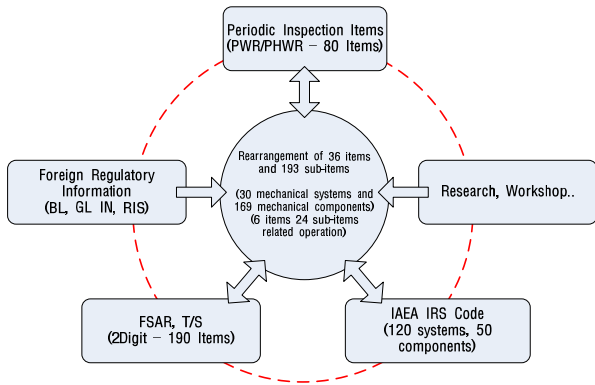 Periodic Inspection Items
(PWR/PHWR - 80 Items)
Rearrangement of 36 items
and 193 sub-items
(30 mechanical systems and
169 mechanical components)
(6 items 24 sub-items
related operation)
Foreign Regulatory
Information
(BL, GL IN, RIS)
Research, Workshop..
FSAR, T/S
(2Digit - 190 Items)
IAEA IRS Code
(120 systems, 50
components)